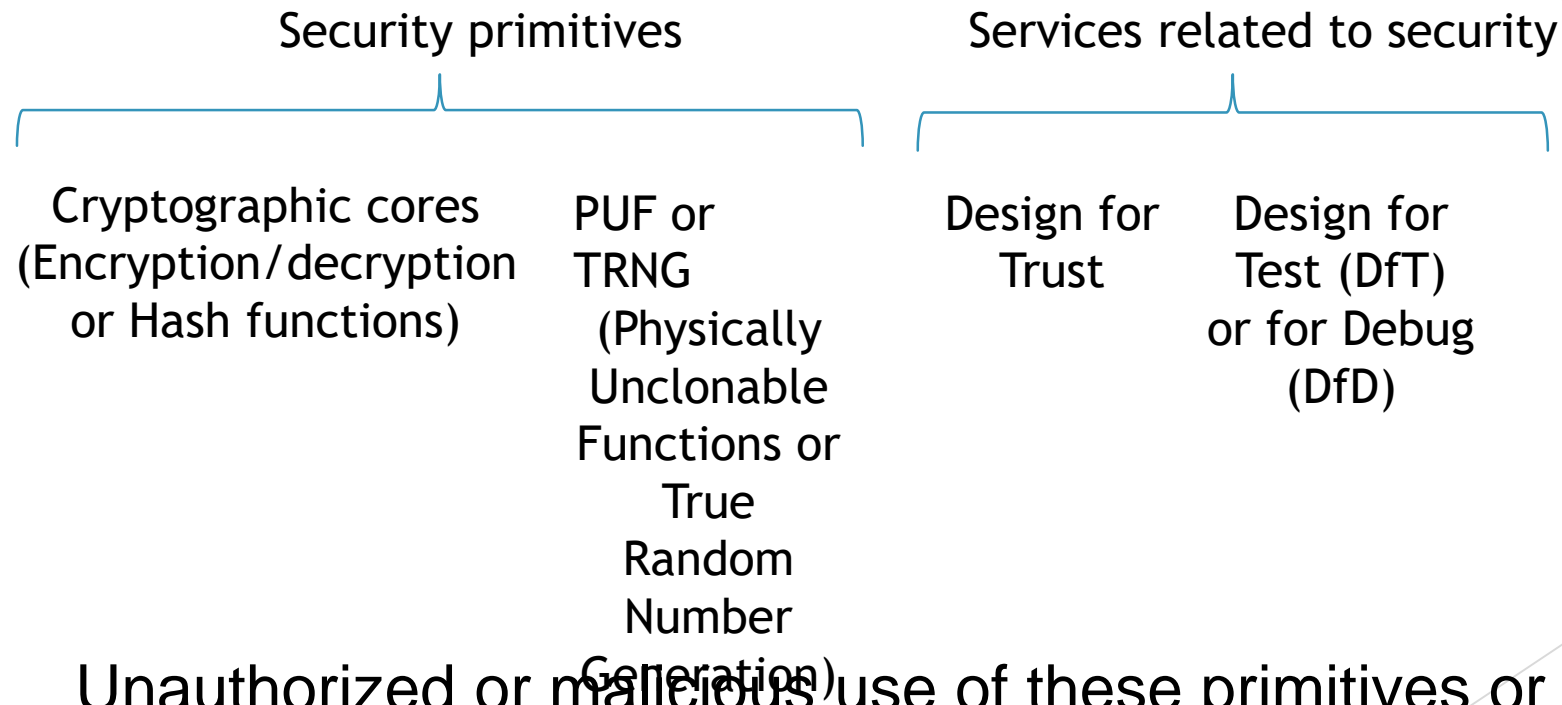 Security primitives
Services related to security
Cryptographic cores
(Encryption/decryption
or Hash functions)
PUF or
TRNG
(Physically
Unclonable
Functions or
True
Random
Number
Generation)
Design for
Trust
Design for
Test (DfT)
or for Debug
(DfD)
Unauthorized or malicious use of these primitives or